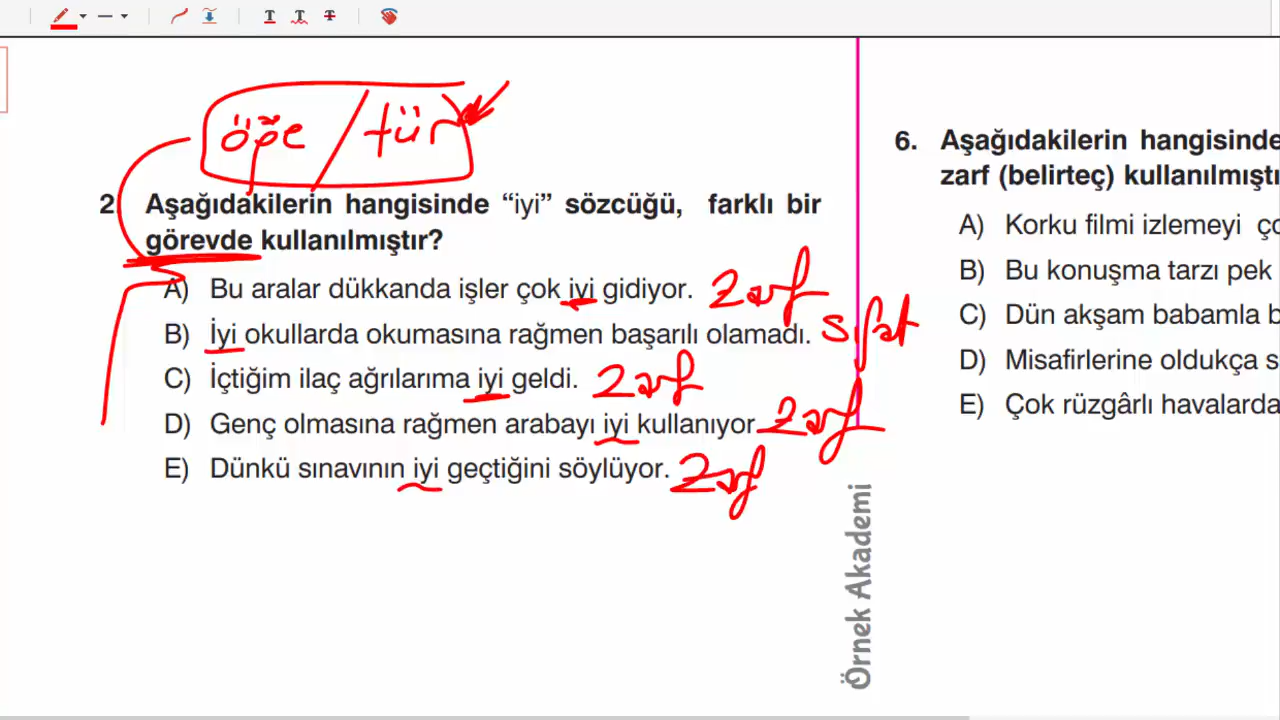 öğe / tür
2 Aşağıdakilerin hangisinde “iyi” sözcüğü, farklı bir
görevde kullanılmıştır?
A) Bu aralar dükkanda işler çok iyi gidiyor. Zarf
B) İyi okullarda okumasına rağmen başarılı olamadı. Sıfat
C) İçtiğim ilaç ağrılarıma iyi geldi. Zarf
D) Genç olmasına rağmen arabayı iyi kullanıyor Zarf
E) Dünkü sınavının iyi geçtiğini söylüyor. Zarf
Örnek Akademi
6. Aşağıdakilerin hangisinde
zarf (belirteç) kullanılmıştı
A) Korku filmi izlemeyi ço
B) Bu konuşma tarzı pek
C) Dün akşam babamla b
D) Misafirlerine oldukça s
E) Çok rüzgârlı havalarda